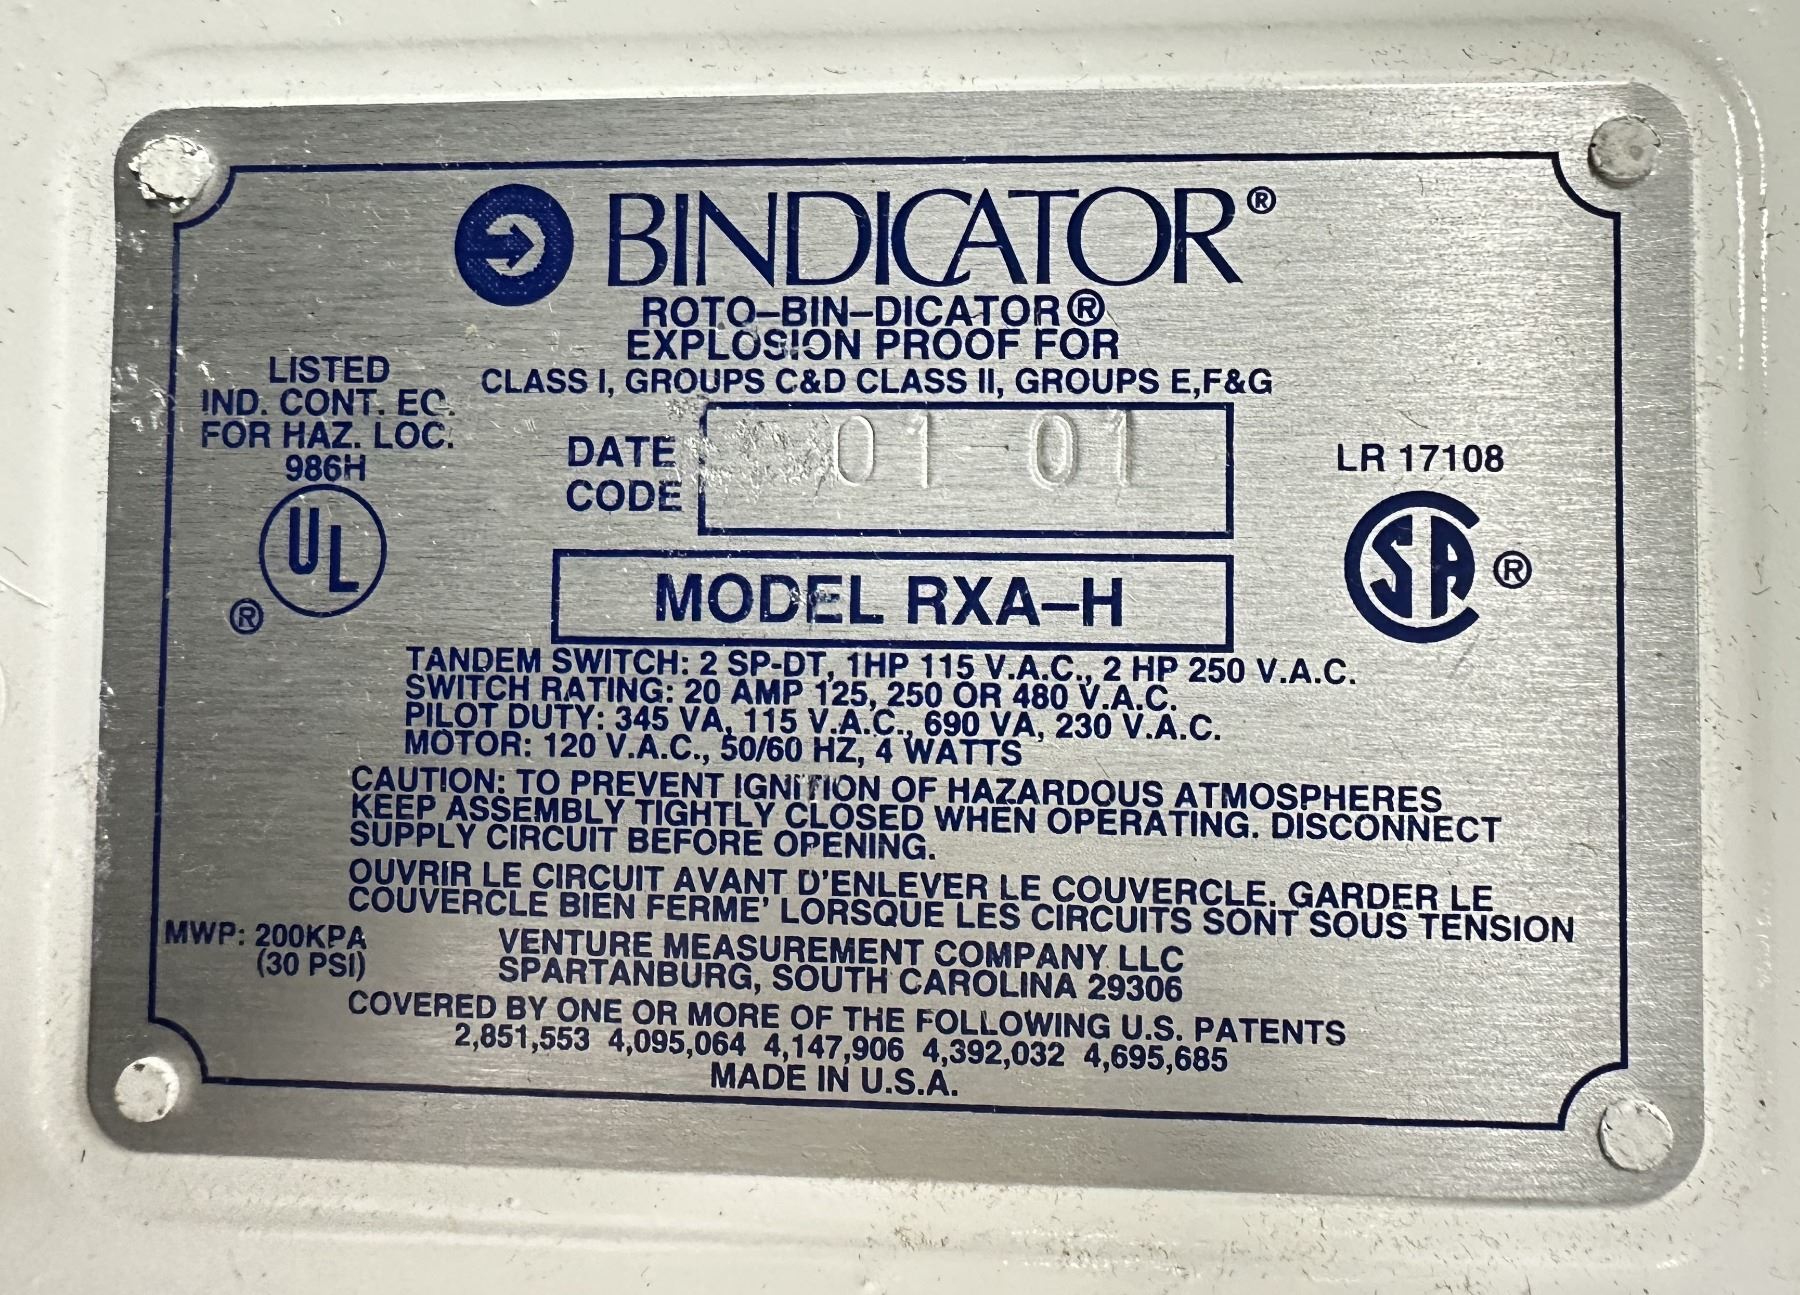 BINDICATOR®
ROTO-BIN-DICATOR®
EXPLOSION PROOF FOR
CLASS I, GROUPS C&D CLASS II, GROUPS E,F&G
LISTED
IND. CONT. EQ.
FOR HAZ. LOC.
986H
UL
®
DATE
CODE
01 01
LR 17108
SA ®
MODEL RXA-H
TANDEM SWITCH: 2 SP-DT, 1HP 115 V.A.C., 2 HP 250 V.A.C.
SWITCH RATING: 20 AMP 125, 250 OR 480 V.A.C.
PILOT DUTY: 345 VA, 115 V.A.C., 690 VA, 230 V.A.C.
MOTOR: 120 V.A.C., 50/60 HZ, 4 WATTS
CAUTION: TO PREVENT IGNITION OF HAZARDOUS ATMOSPHERES
KEEP ASSEMBLY TIGHTLY CLOSED WHEN OPERATING. DISCONNECT
SUPPLY CIRCUIT BEFORE OPENING.
OUVRIR LE CIRCUIT AVANT D'ENLEVER LE COUVERCLE. GARDER LE
COUVERCLE BIEN FERME' LORSQUE LES CIRCUITS SONT SOUS TENSION
MWP: 200KPA
(30 PSI)
VENTURE MEASUREMENT COMPANY LLC
SPARTANBURG, SOUTH CAROLINA 29306
COVERED BY ONE OR MORE OF THE FOLLOWING U.S. PATENTS
2,851,553 4,095,064 4,147,906 4,392,032 4,695,685
MADE IN U.S.A.